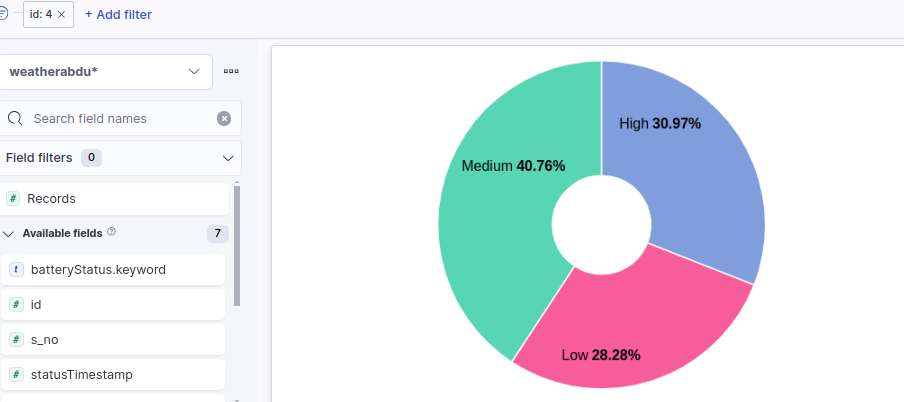 id: 4 ×
+ Add filter
weatherabdu*
Search field names
Field filters 0
# Records
Available fields 7
t batteryStatus.keyword
# id
# s_no
# statusTimestamp
High 30.97%
Medium 40.76%
Low 28.28%